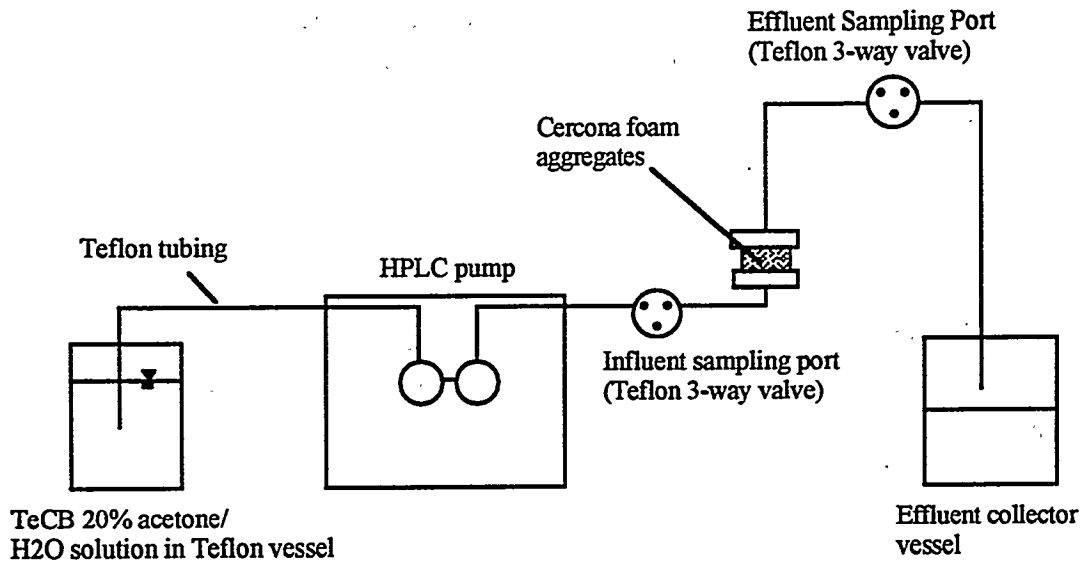 Effluent Sampling Port
(Teflon 3-way valve)
Cercona foam
aggregates
Teflon tubing
HPLC pump
Influent sampling port
(Teflon 3-way valve)
TeCB 20% acetone/
H2O solution in Teflon vessel
Effluent collector
vessel